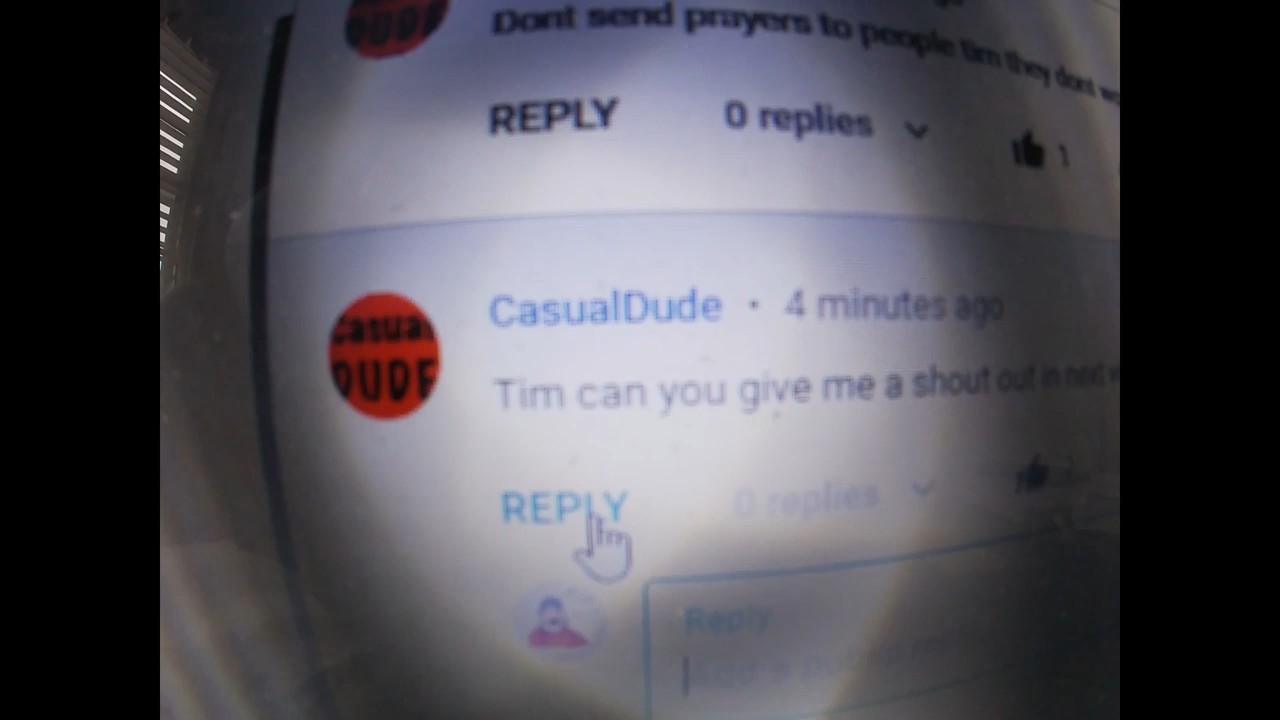 DUDE
Dont send prayers to people tim they dont
REPLY 0 replies 1
CasualDude · 4 minutes ago
Casual
DUDE
Tim can you give me a shout out in next
REPLY 0 replies
Reply